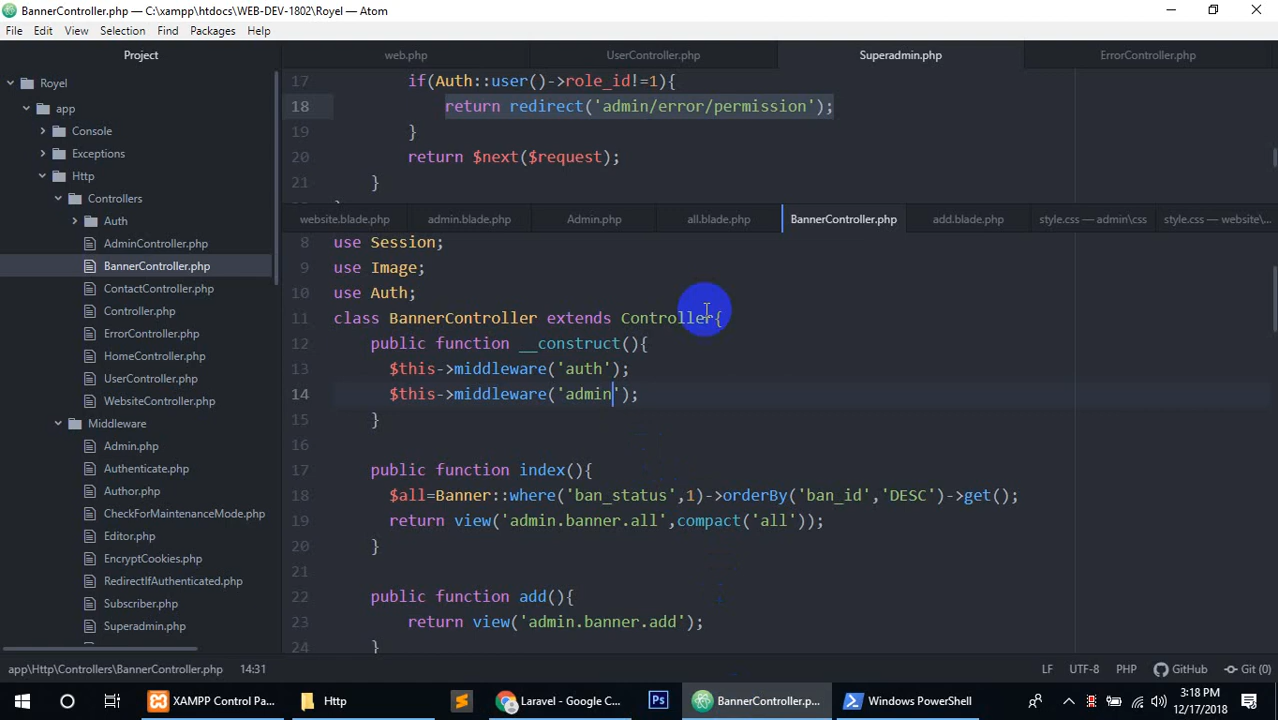 BannerController.php — C:\xampp\htdocs\WEB-DEV-1802\Royel — Atom
File Edit View Selection Find Packages Help
Project
Royel
app
Console
Exceptions
Http
Controllers
Auth
AdminController.php
BannerController.php
ContactController.php
Controller.php
ErrorController.php
HomeController.php
UserController.php
WebsiteController.php
Middleware
Admin.php
Authenticate.php
Author.php
CheckForMaintenanceMode.php
Editor.php
EncryptCookies.php
RedirectIfAuthenticated.php
Subscriber.php
Superadmin.php
web.php UserController.php Superadmin.php ErrorController.php
17 if(Auth::user()->role_id!=1){
18 return redirect('admin/error/permission');
19 }
20 return $next($request);
21 }
website.blade.php admin.blade.php Admin.php all.blade.php BannerController.php add.blade.php style.css — admin\css style.css — website\...
8 use Session;
9 use Image;
10 use Auth;
11 class BannerController extends Controller{
12 public function __construct(){
13 $this->middleware('auth');
14 $this->middleware('admin');
15 }
16
17 public function index(){
18 $all=Banner::where('ban_status',1)->orderBy('ban_id','DESC')->get();
19 return view('admin.banner.all',compact('all'));
20 }
21
22 public function add(){
23 return view('admin.banner.add');
24 }
app\Http\Controllers\BannerController.php 14:31 LF UTF-8 PHP GitHub Git (0)
XAMPP Control Pa... Http Laravel - Google C... Ps BannerController.p... Windows PowerShell 3:18 PM
12/17/2018